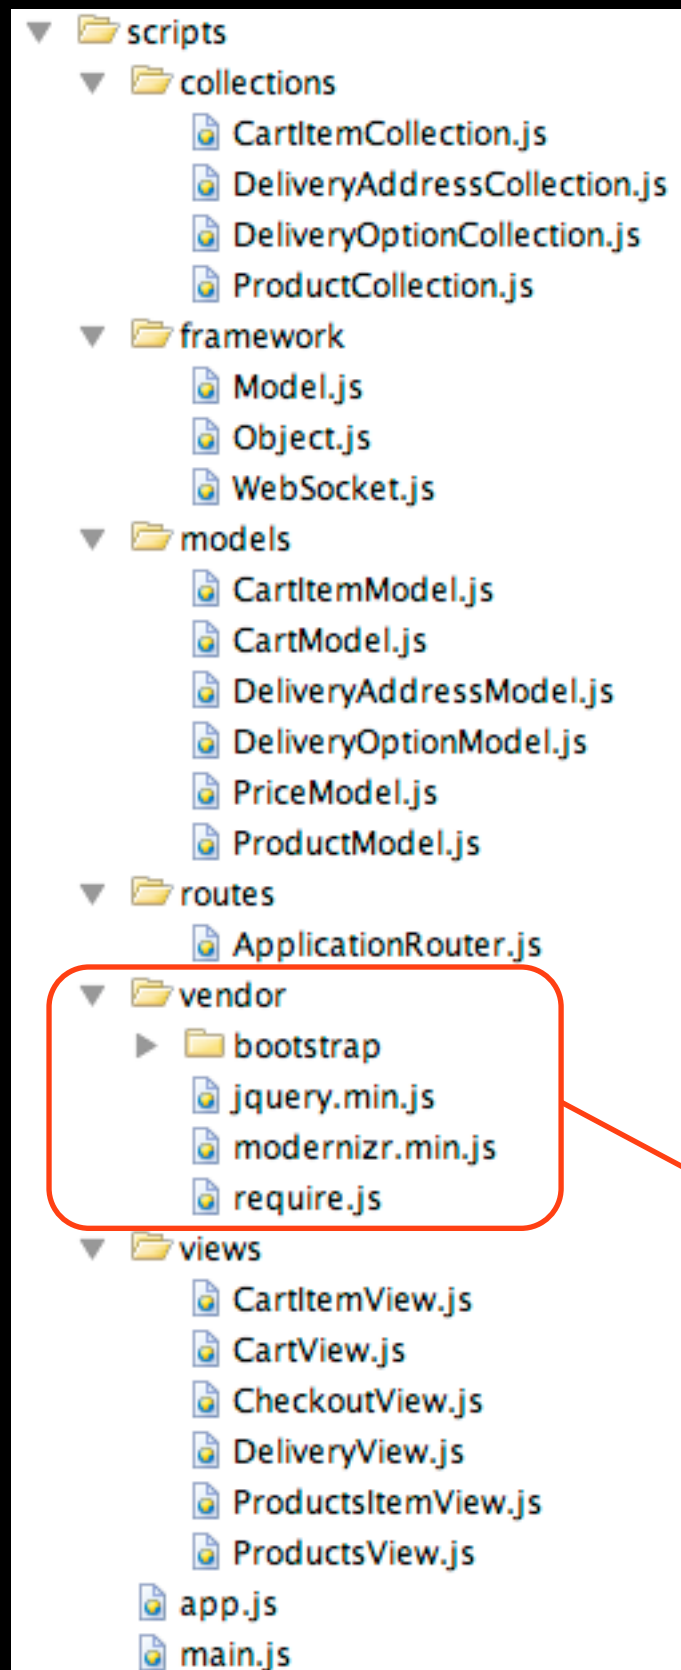 scripts
collections
CartItemCollection.js
DeliveryAddressCollection.js
DeliveryOptionCollection.js
ProductCollection.js
framework
Model.js
Object.js
WebSocket.js
models
CartItemModel.js
CartModel.js
DeliveryAddressModel.js
DeliveryOptionModel.js
PriceModel.js
ProductModel.js
routes
ApplicationRouter.js
vendor
bootstrap
jquery.min.js
modernizr.min.js
require.js
views
CartItemView.js
CartView.js
CheckoutView.js
DeliveryView.js
ProductsItemView.js
ProductsView.js
app.js
main.js